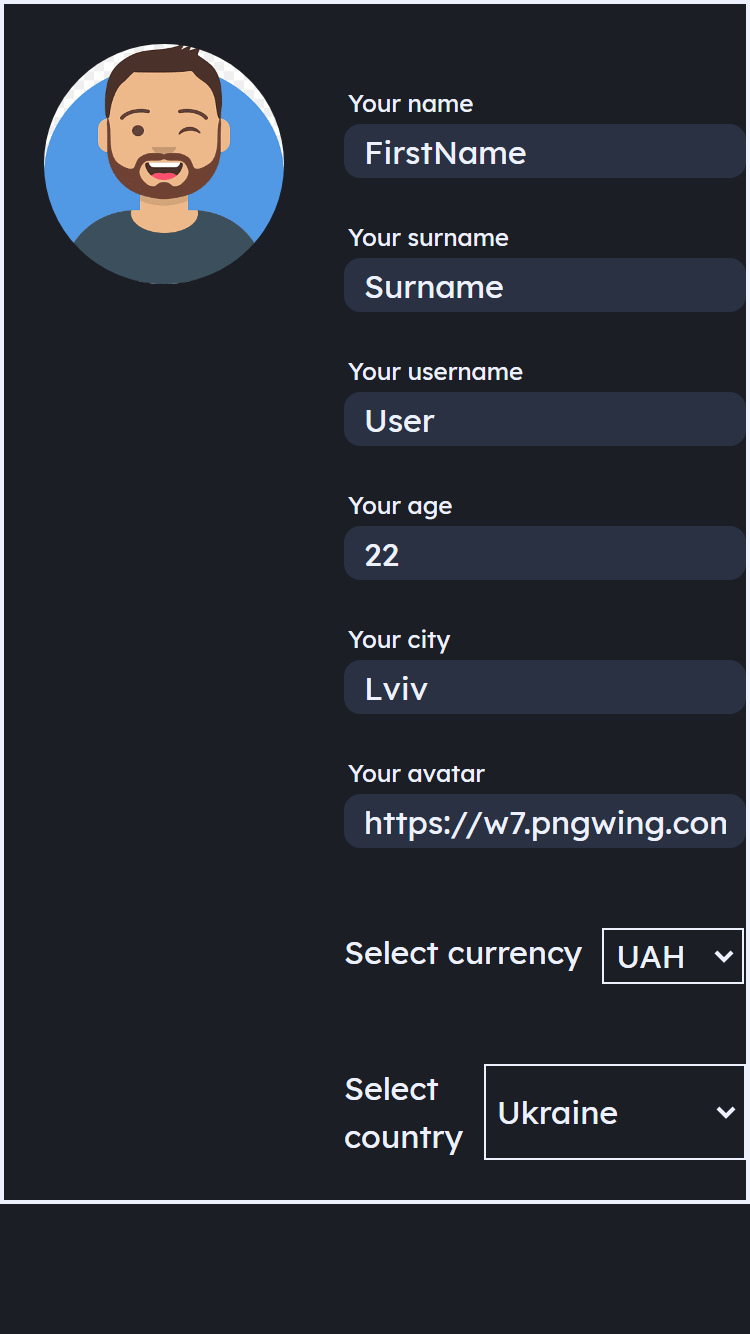 Your name
FirstName
Your surname
Surname
Your username
User
Your age
22
Your city
Lviv
Your avatar
https://w7.pngwing.con
Select currency
UAH
Select
country
Ukraine